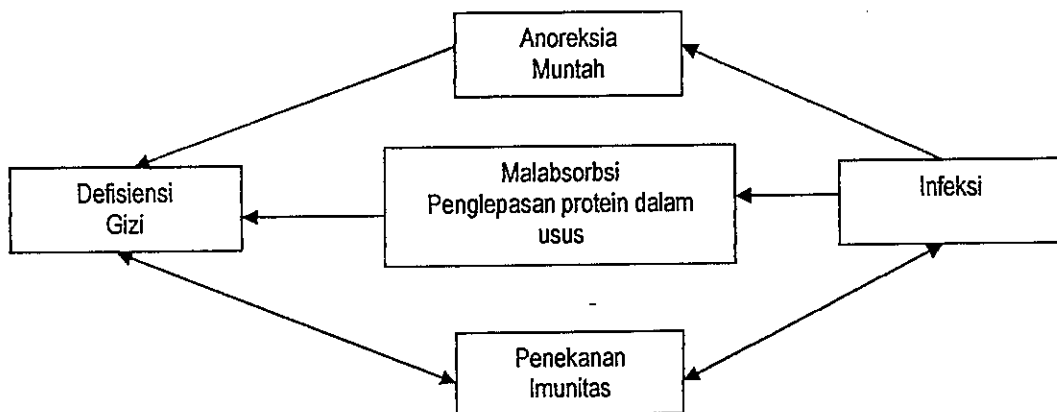 Anoreksia
Muntah
Defisiensi
Gizi
Malabsorbsi
Penglepasan protein dalam
usus
Infeksi
Penekanan
Imunitas